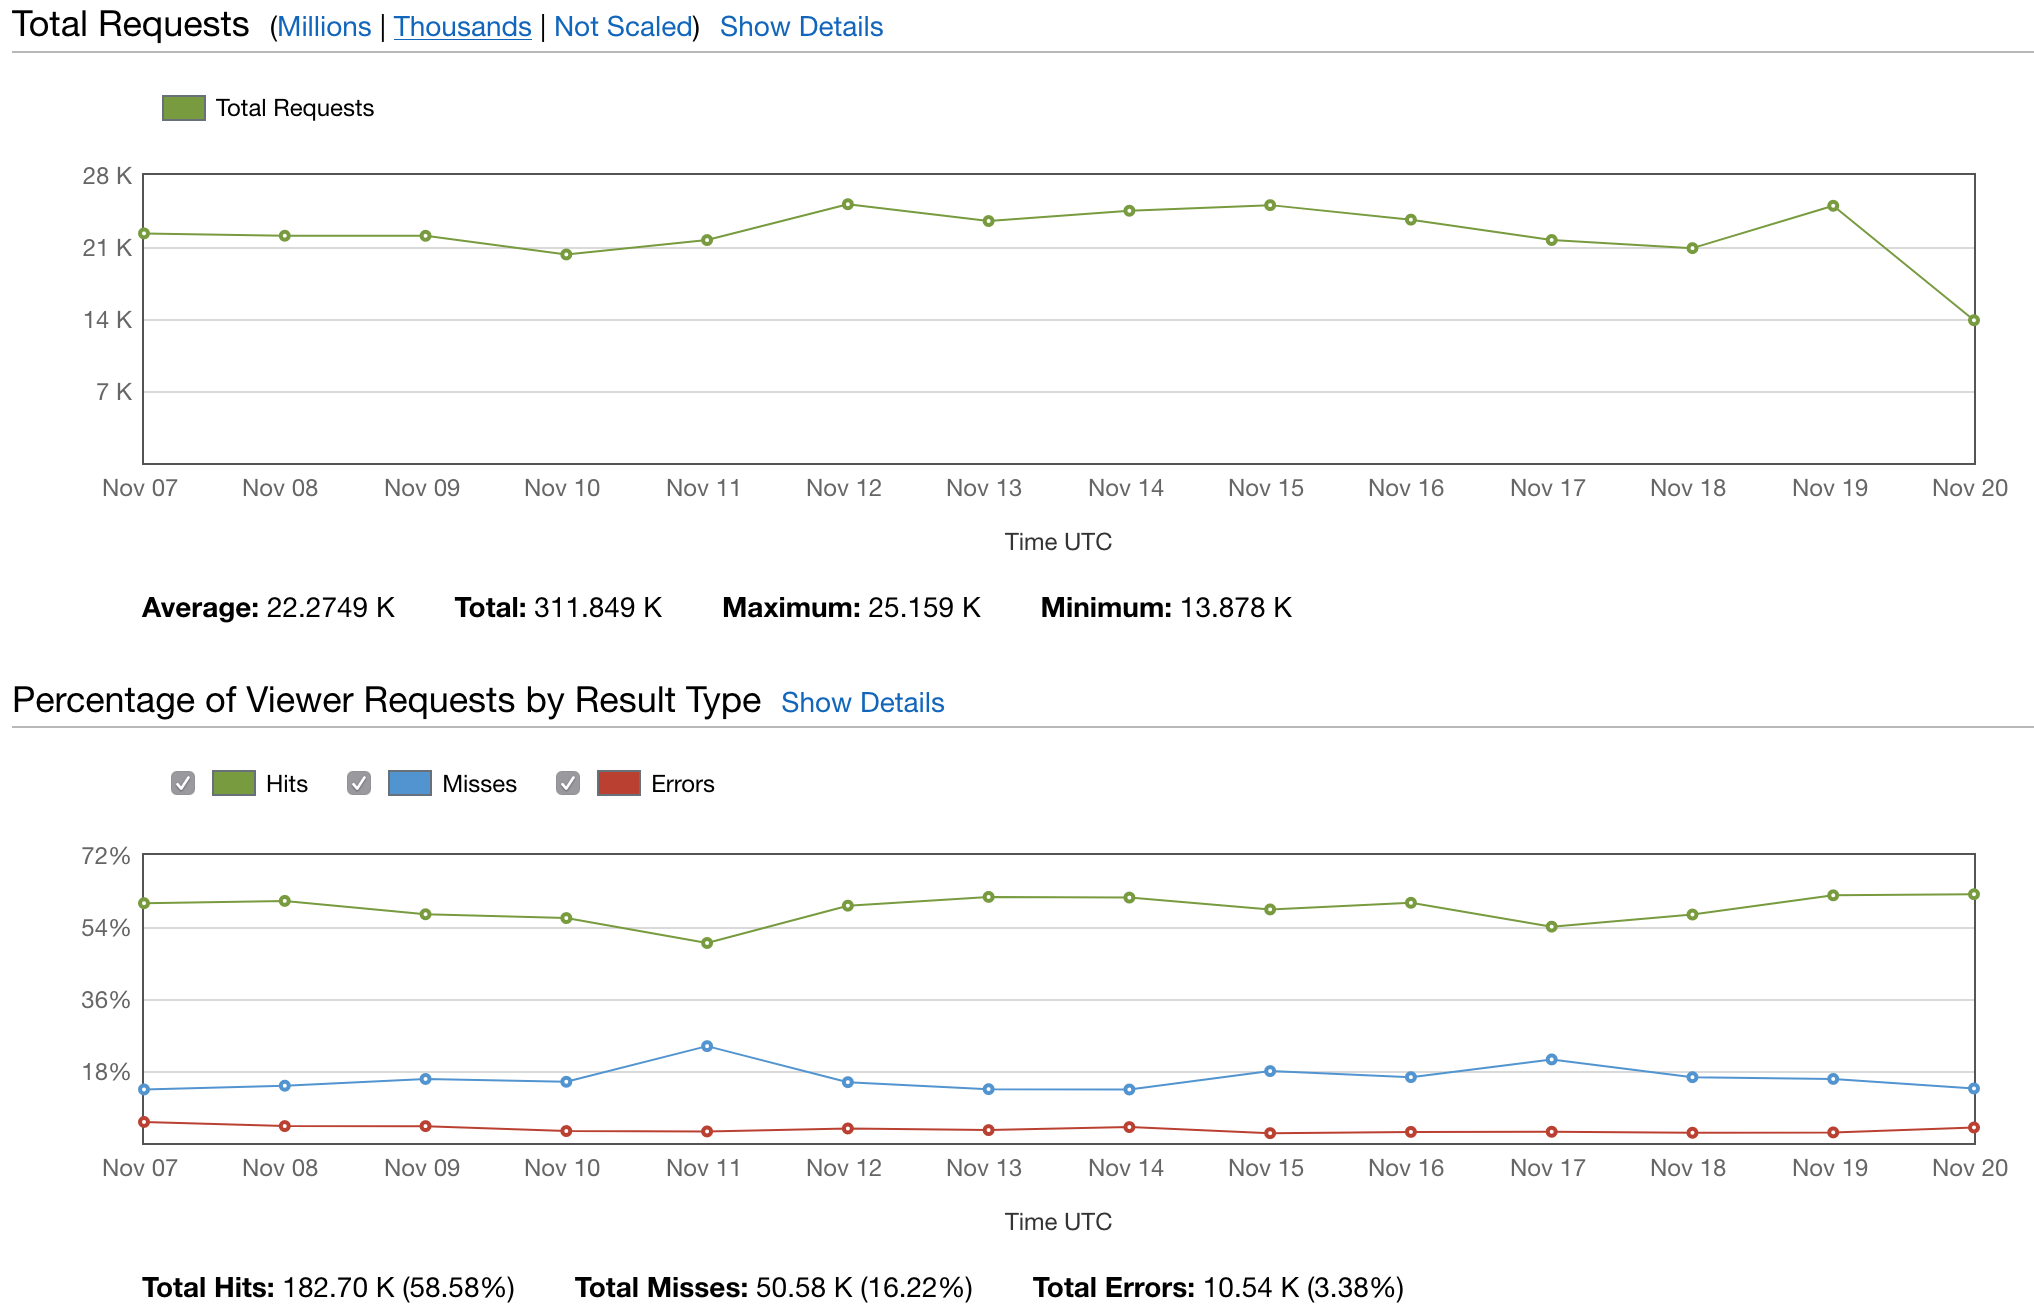 Total Requests (Millions | Thousands | Not Scaled) Show Details
Total Requests
28 K
21 K
14 K
7 K
Nov 07 Nov 08 Nov 09 Nov 10 Nov 11 Nov 12 Nov 13 Nov 14 Nov 15 Nov 16 Nov 17 Nov 18 Nov 19 Nov 20
Time UTC
Average: 22.2749 K Total: 311.849 K Maximum: 25.159 K Minimum: 13.878 K
Percentage of Viewer Requests by Result Type Show Details
Hits Misses Errors
72%
54%
36%
18%
Nov 07 Nov 08 Nov 09 Nov 10 Nov 11 Nov 12 Nov 13 Nov 14 Nov 15 Nov 16 Nov 17 Nov 18 Nov 19 Nov 20
Time UTC
Total Hits: 182.70 K (58.58%) Total Misses: 50.58 K (16.22%) Total Errors: 10.54 K (3.38%)